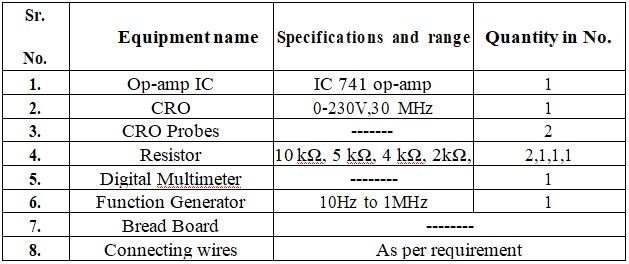 Sr.
No. Equipment name Specifications and range Quantity in No.
1. Op-amp IC IC 741 op-amp 1
2. CRO 0-230V,30 MHz 1
3. CRO Probes ------- 2
4. Resistor 10 kΩ, 5 kΩ, 4 kΩ, 2kΩ, 2,1,1,1
5. Digital Multimeter -------- 1
6. Function Generator 10Hz to 1MHz 1
7. Bread Board --------
8. Connecting wires As per requirement